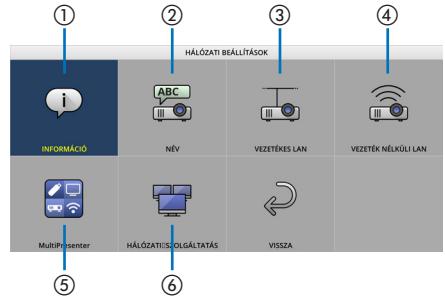 ① ② ③ ④
HÁLÓZATI BEÁLLÍTÁSOK
ABC
INFORMÁCIÓ NÉV VEZETÉKES LAN VEZETÉK NÉLKÜLI LAN
MultiPresenter HÁLÓZATI▯SZOLGÁLTATÁS VISSZA
⑤ ⑥